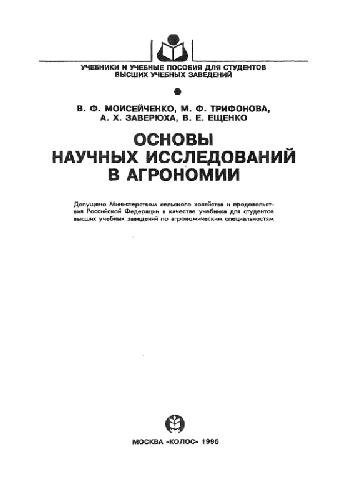 УЧЕБНИКИ И УЧЕБНЫЕ ПОСОБИЯ ДЛЯ СТУДЕНТОВ
ВЫСШИХ УЧЕБНЫХ ЗАВЕДЕНИЙ
В. Ф. МОИСЕЙЧЕНКО, М. Ф. ТРИФОНОВА,
А. Х. ЗАВЕРЮХА, В. Е. ЕЩЕНКО
ОСНОВЫ
НАУЧНЫХ ИССЛЕДОВАНИЙ
В АГРОНОМИИ
Допущено Министерством сельского хозяйства и продовольст-
вия Российской Федерации в качестве учебника для студентов
высших учебных заведений по агрономическим специальностям
МОСКВА «КОЛОС» 1996